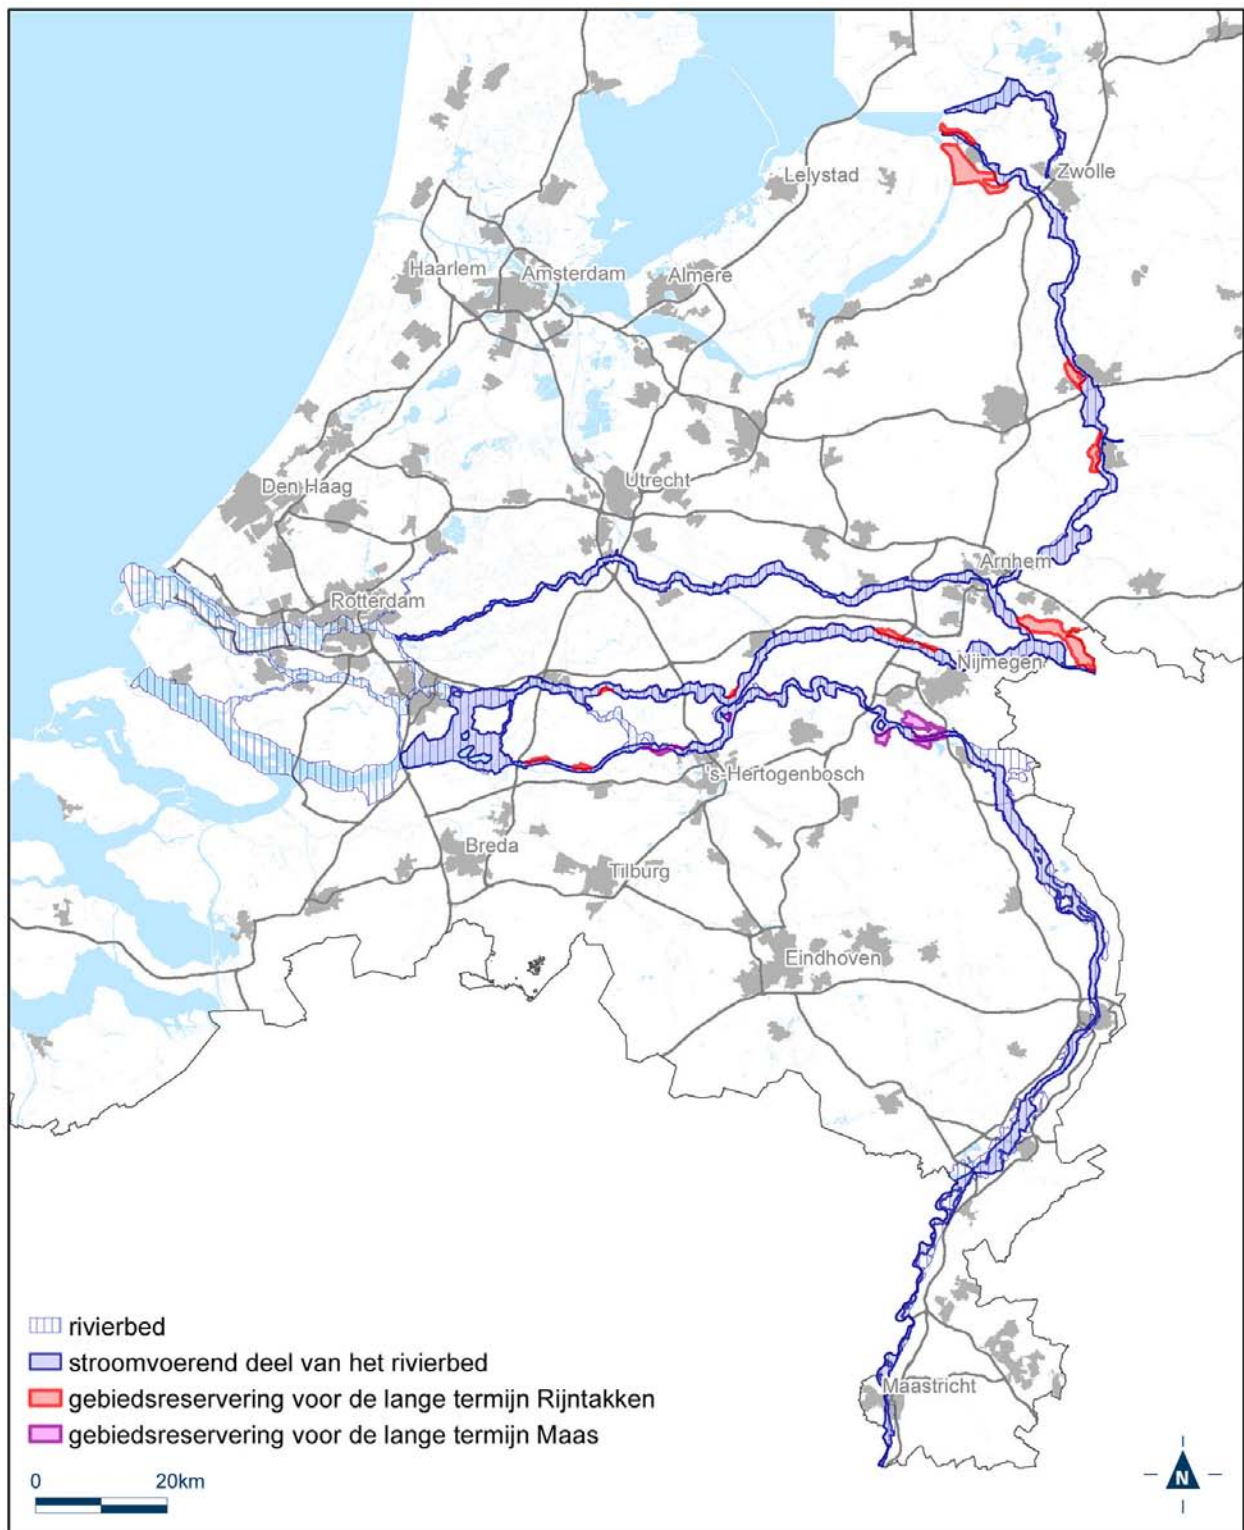 Lelystad
Zwolle
Haarlem
Amsterdam
Almere
Den Haag
Utrecht
Arnhem
Rotterdam
Nijmegen
's-Hertogenbosch
Breda
Tilburg
Eindhoven
Maastricht
rivierbed
stroomvoerend deel van het rivierbed
gebiedsreservering voor de lange termijn Rijntakken
gebiedsreservering voor de lange termijn Maas
0 20km
N